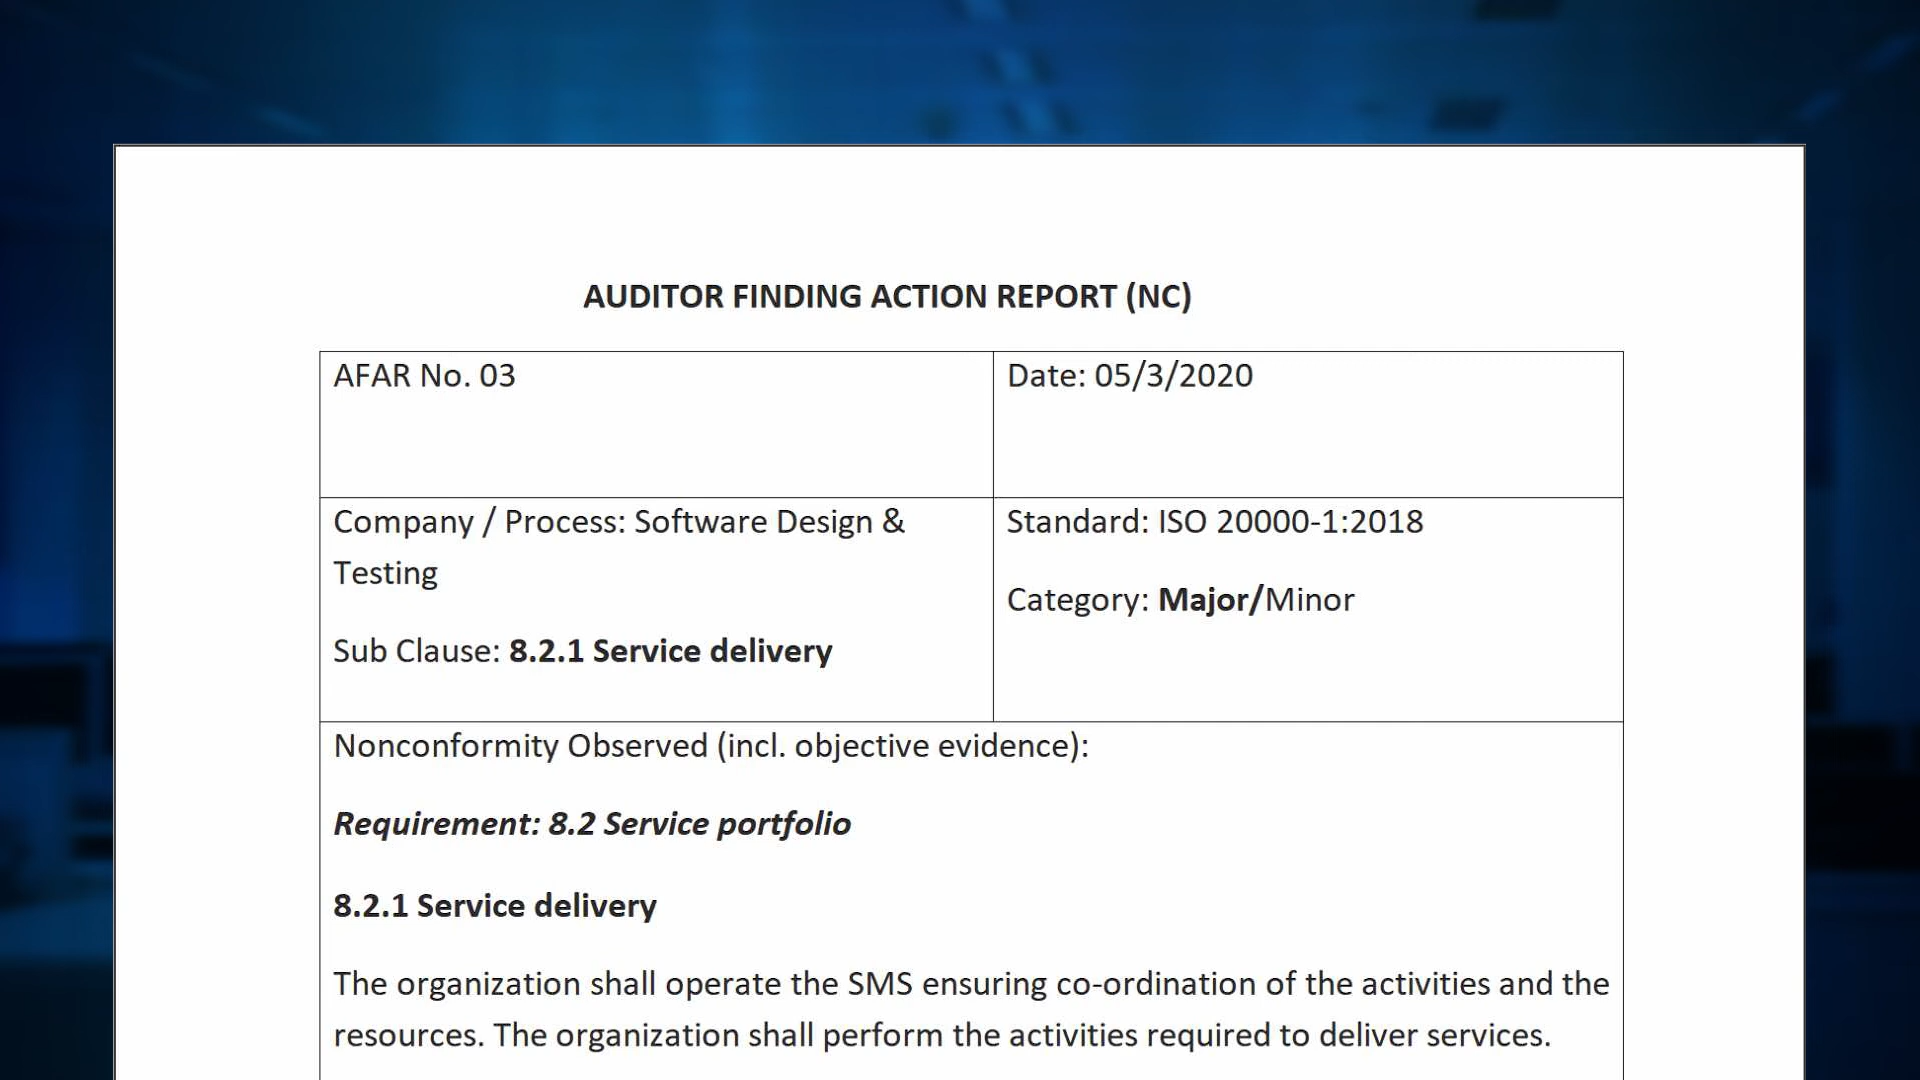 AUDITOR FINDING ACTION REPORT (NC)
AFAR No. 03
Date: 05/3/2020
Company / Process: Software Design &
Testing
Sub Clause: 8.2.1 Service delivery
Standard: ISO 20000-1:2018
Category: Major/Minor
Nonconformity Observed (incl. objective evidence):
Requirement: 8.2 Service portfolio
8.2.1 Service delivery
The organization shall operate the SMS ensuring co-ordination of the activities and the
resources. The organization shall perform the activities required to deliver services.